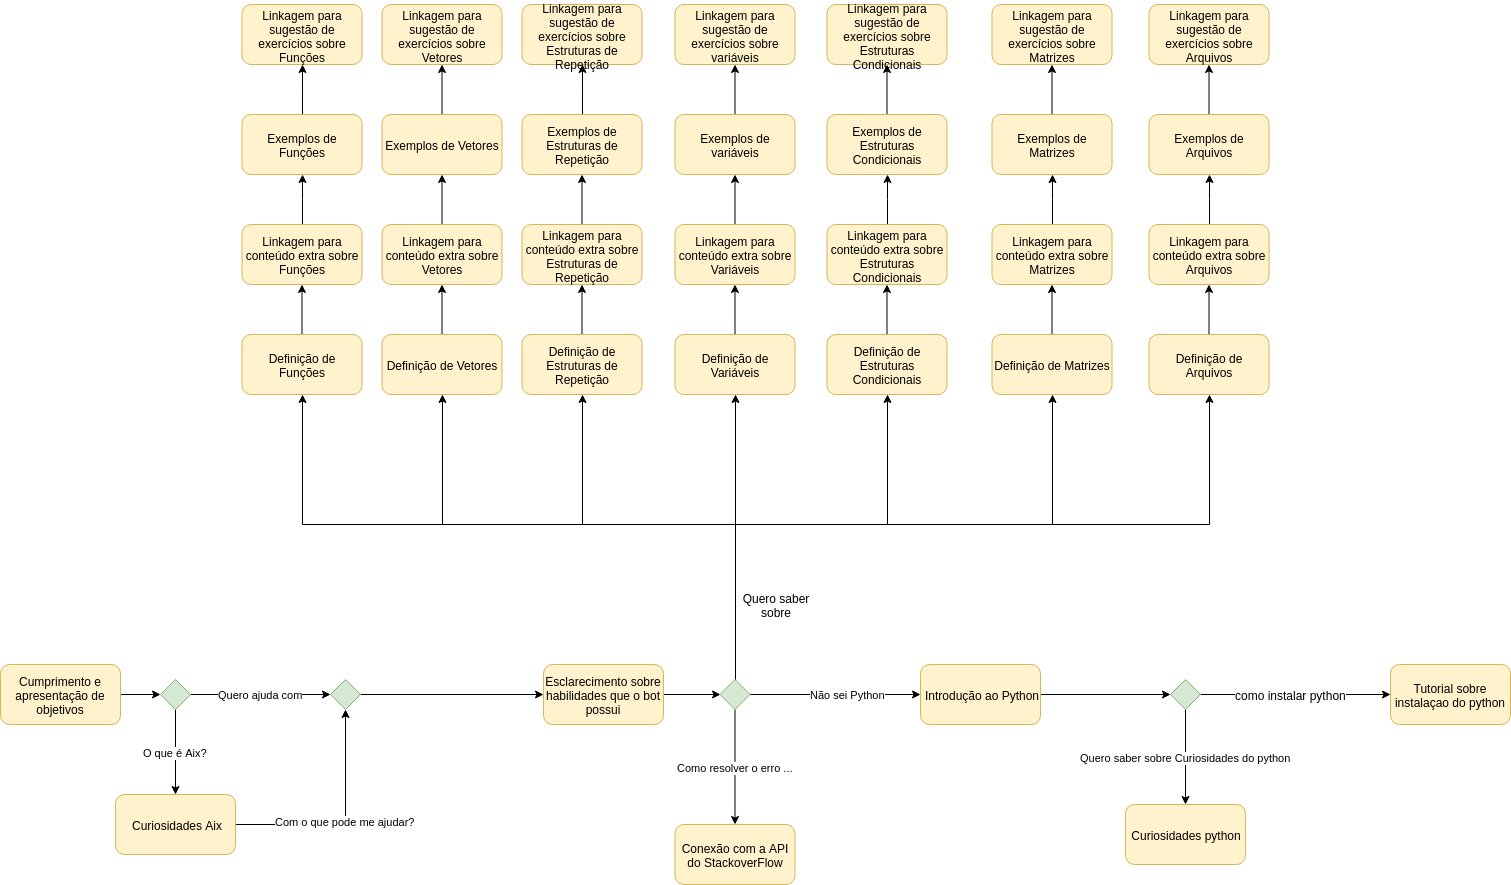 Linkagem para
sugestão de
exercícios sobre
Funções
Linkagem para
sugestão de
exercícios sobre
Vetores
Linkagem para
sugestão de
exercícios sobre
Estruturas de
Repetição
Linkagem para
sugestão de
exercícios sobre
variáveis
Linkagem para
sugestão de
exercícios sobre
Estruturas
Condicionais
Linkagem para
sugestão de
exercícios sobre
Matrizes
Linkagem para
sugestão de
exercícios sobre
Arquivos
Exemplos de
Funções
Exemplos de Vetores
Exemplos de
Estruturas de
Repetição
Exemplos de
variáveis
Exemplos de
Estruturas
Condicionais
Exemplos de
Matrizes
Exemplos de
Arquivos
Linkagem para
conteúdo extra sobre
Funções
Linkagem para
conteúdo extra sobre
Vetores
Linkagem para
conteúdo extra sobre
Estruturas de
Repetição
Linkagem para
conteúdo extra sobre
Variáveis
Linkagem para
conteúdo extra sobre
Estruturas
Condicionais
Linkagem para
conteúdo extra sobre
Matrizes
Linkagem para
conteúdo extra sobre
Arquivos
Definição de
Funções
Definição de Vetores
Definição de
Estruturas de
Repetição
Definição de
Variáveis
Definição de
Estruturas
Condicionais
Definição de Matrizes
Definição de
Arquivos
Quero saber
sobre
Cumprimento e
apresentação de
objetivos
Quero ajuda com
Esclarecimento sobre
habilidades que o bot
possui
Não sei Python
Introdução ao Python
como instalar python
Tutorial sobre
instalaçao do python
O que é Aix?
Como resolver o erro ...
Quero saber sobre Curiosidades do python
Curiosidades Aix
Com o que pode me ajudar?
Conexão com a API
do StackoverFlow
Curiosidades python